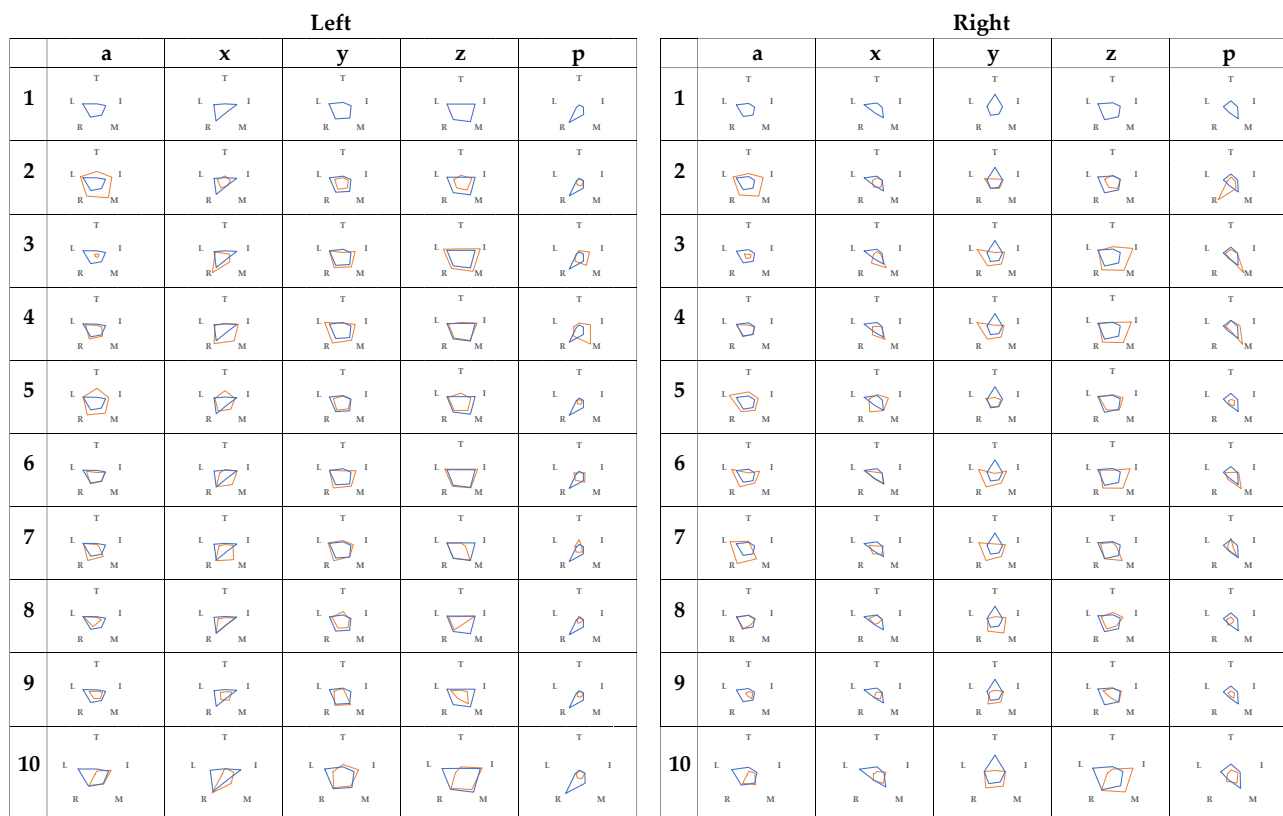 Left Right
a x y z p a x y z p
T T T T T T T T T T
1 L I L I L I L I L I 1 L I L I L I L I L I
R M R M R M R M R M R M R M R M R M R M
T T T T T T T T T T
2 L I L I L I L I L I 2 L I L I L I L I L I
R M R M R M R M R M R M R M R M R M R M
T T T T T T T T T T
3 L I L I L I L I L I 3 L I L I L I L I L I
R M R M R M R M R M R M R M R M R M R M
T T T T T T T T T T
4 L I L I L I L I L I 4 L I L I L I L I L I
R M R M R M R M R M R M R M R M R M R M
T T T T T T T T T T
5 L I L I L I L I L I 5 L I L I L I L I L I
R M R M R M R M R M R M R M R M R M R M
T T T T T T T T T T
6 L I L I L I L I L I 6 L I L I L I L I L I
R M R M R M R M R M R M R M R M R M R M
T T T T T T T T T T
7 L I L I L I L I L I 7 L I L I L I L I L I
R M R M R M R M R M R M R M R M R M R M
T T T T T T T T T T
8 L I L I L I L I L I 8 L I L I L I L I L I
R M R M R M R M R M R M R M R M R M R M
T T T T T T T T T T
9 L I L I L I L I L I 9 L I L I L I L I L I
R M R M R M R M R M R M R M R M R M R M
T T T T T T T T T T
10 L I L I L I L I L I 10 L I L I L I L I L I
R M R M R M R M R M R M R M R M R M R M